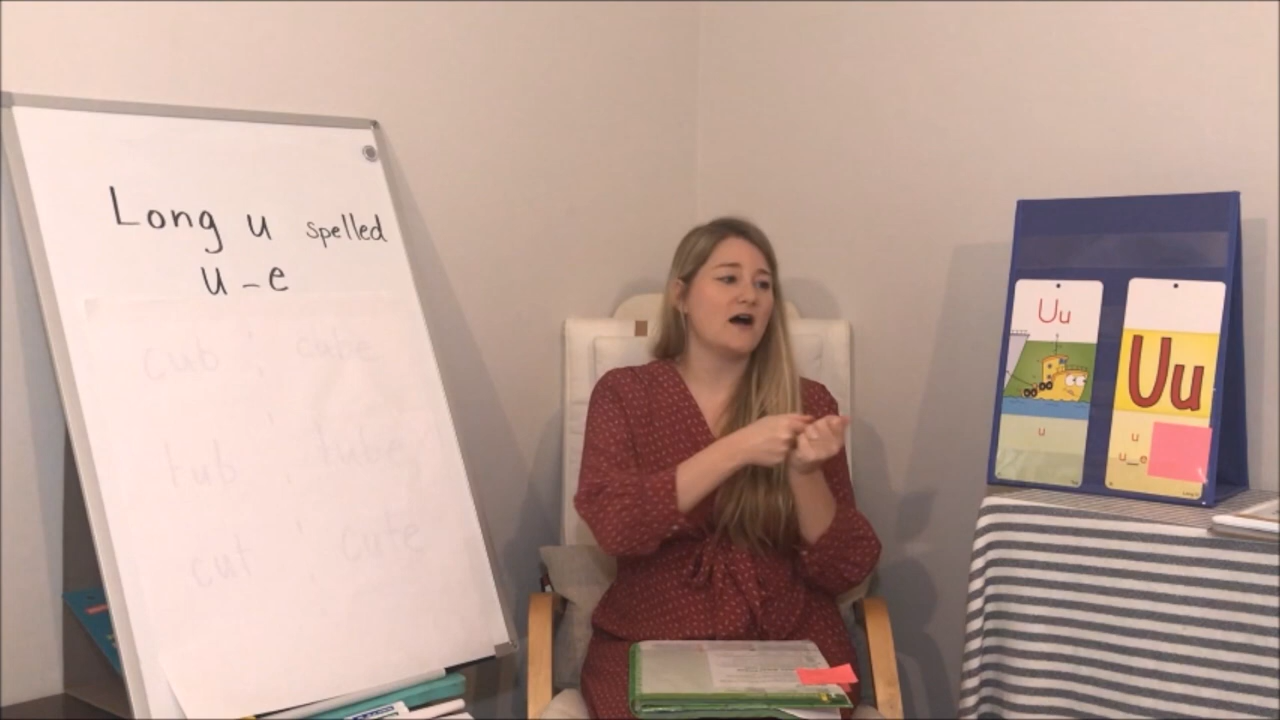 Long u spelled
u_e
cub cube
tub tube
cut cute
Uu
u
Uu
u
u_e